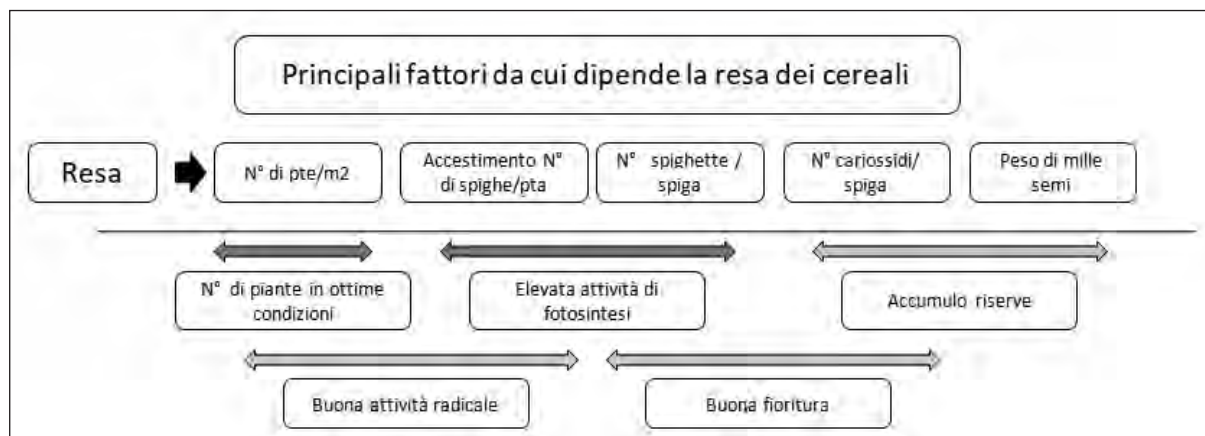 Principali fattori da cui dipende la resa dei cereali
Resa
N° di pte/m2
Accestimento N°
di spighe/pta
N° spighette /
spiga
N° cariossidi/
spiga
Peso di mille
semi
N° di piante in ottime
condizioni
Elevata attività di
fotosintesi
Accumulo riserve
Buona attività radicale
Buona fioritura